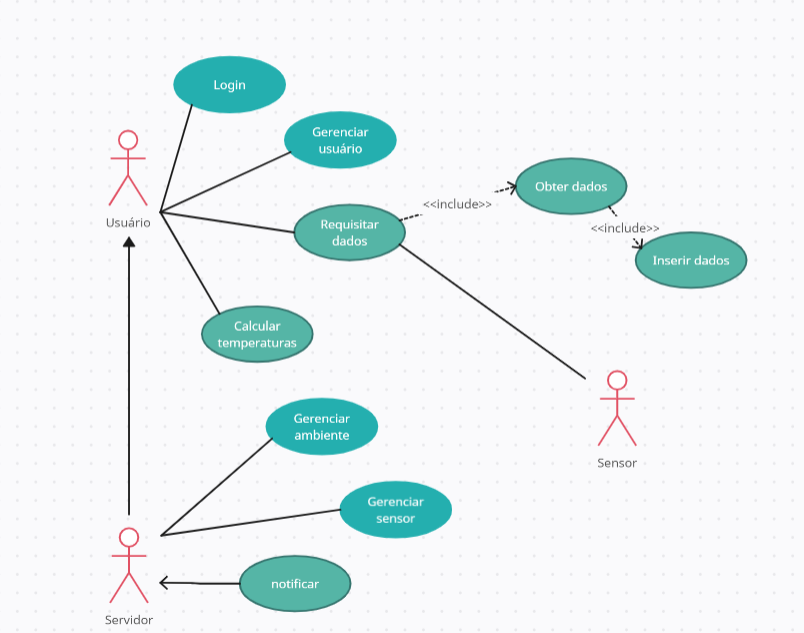 Login
Gerenciar
usuário
Usuário
Requisitar
dados
<<include>>
Obter dados
<<include>>
Inserir dados
Calcular
temperaturas
Gerenciar
ambiente
Sensor
Gerenciar
sensor
notificar
Servidor